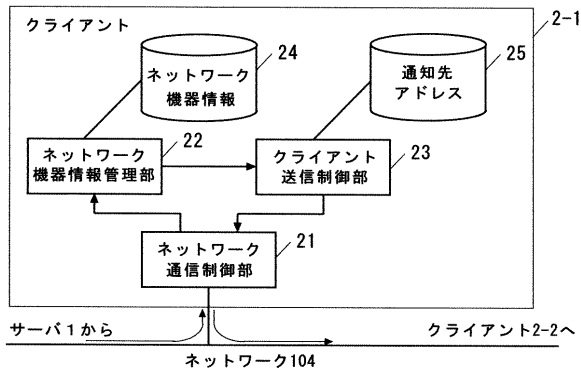 クライアント
2-1
24
ネットワーク
機器情報
25
通知先
アドレス
22
ネットワーク
機器情報管理部
23
クライアント
送信制御部
21
ネットワーク
通信制御部
サーバ1から
クライアント2-2へ
ネットワーク104